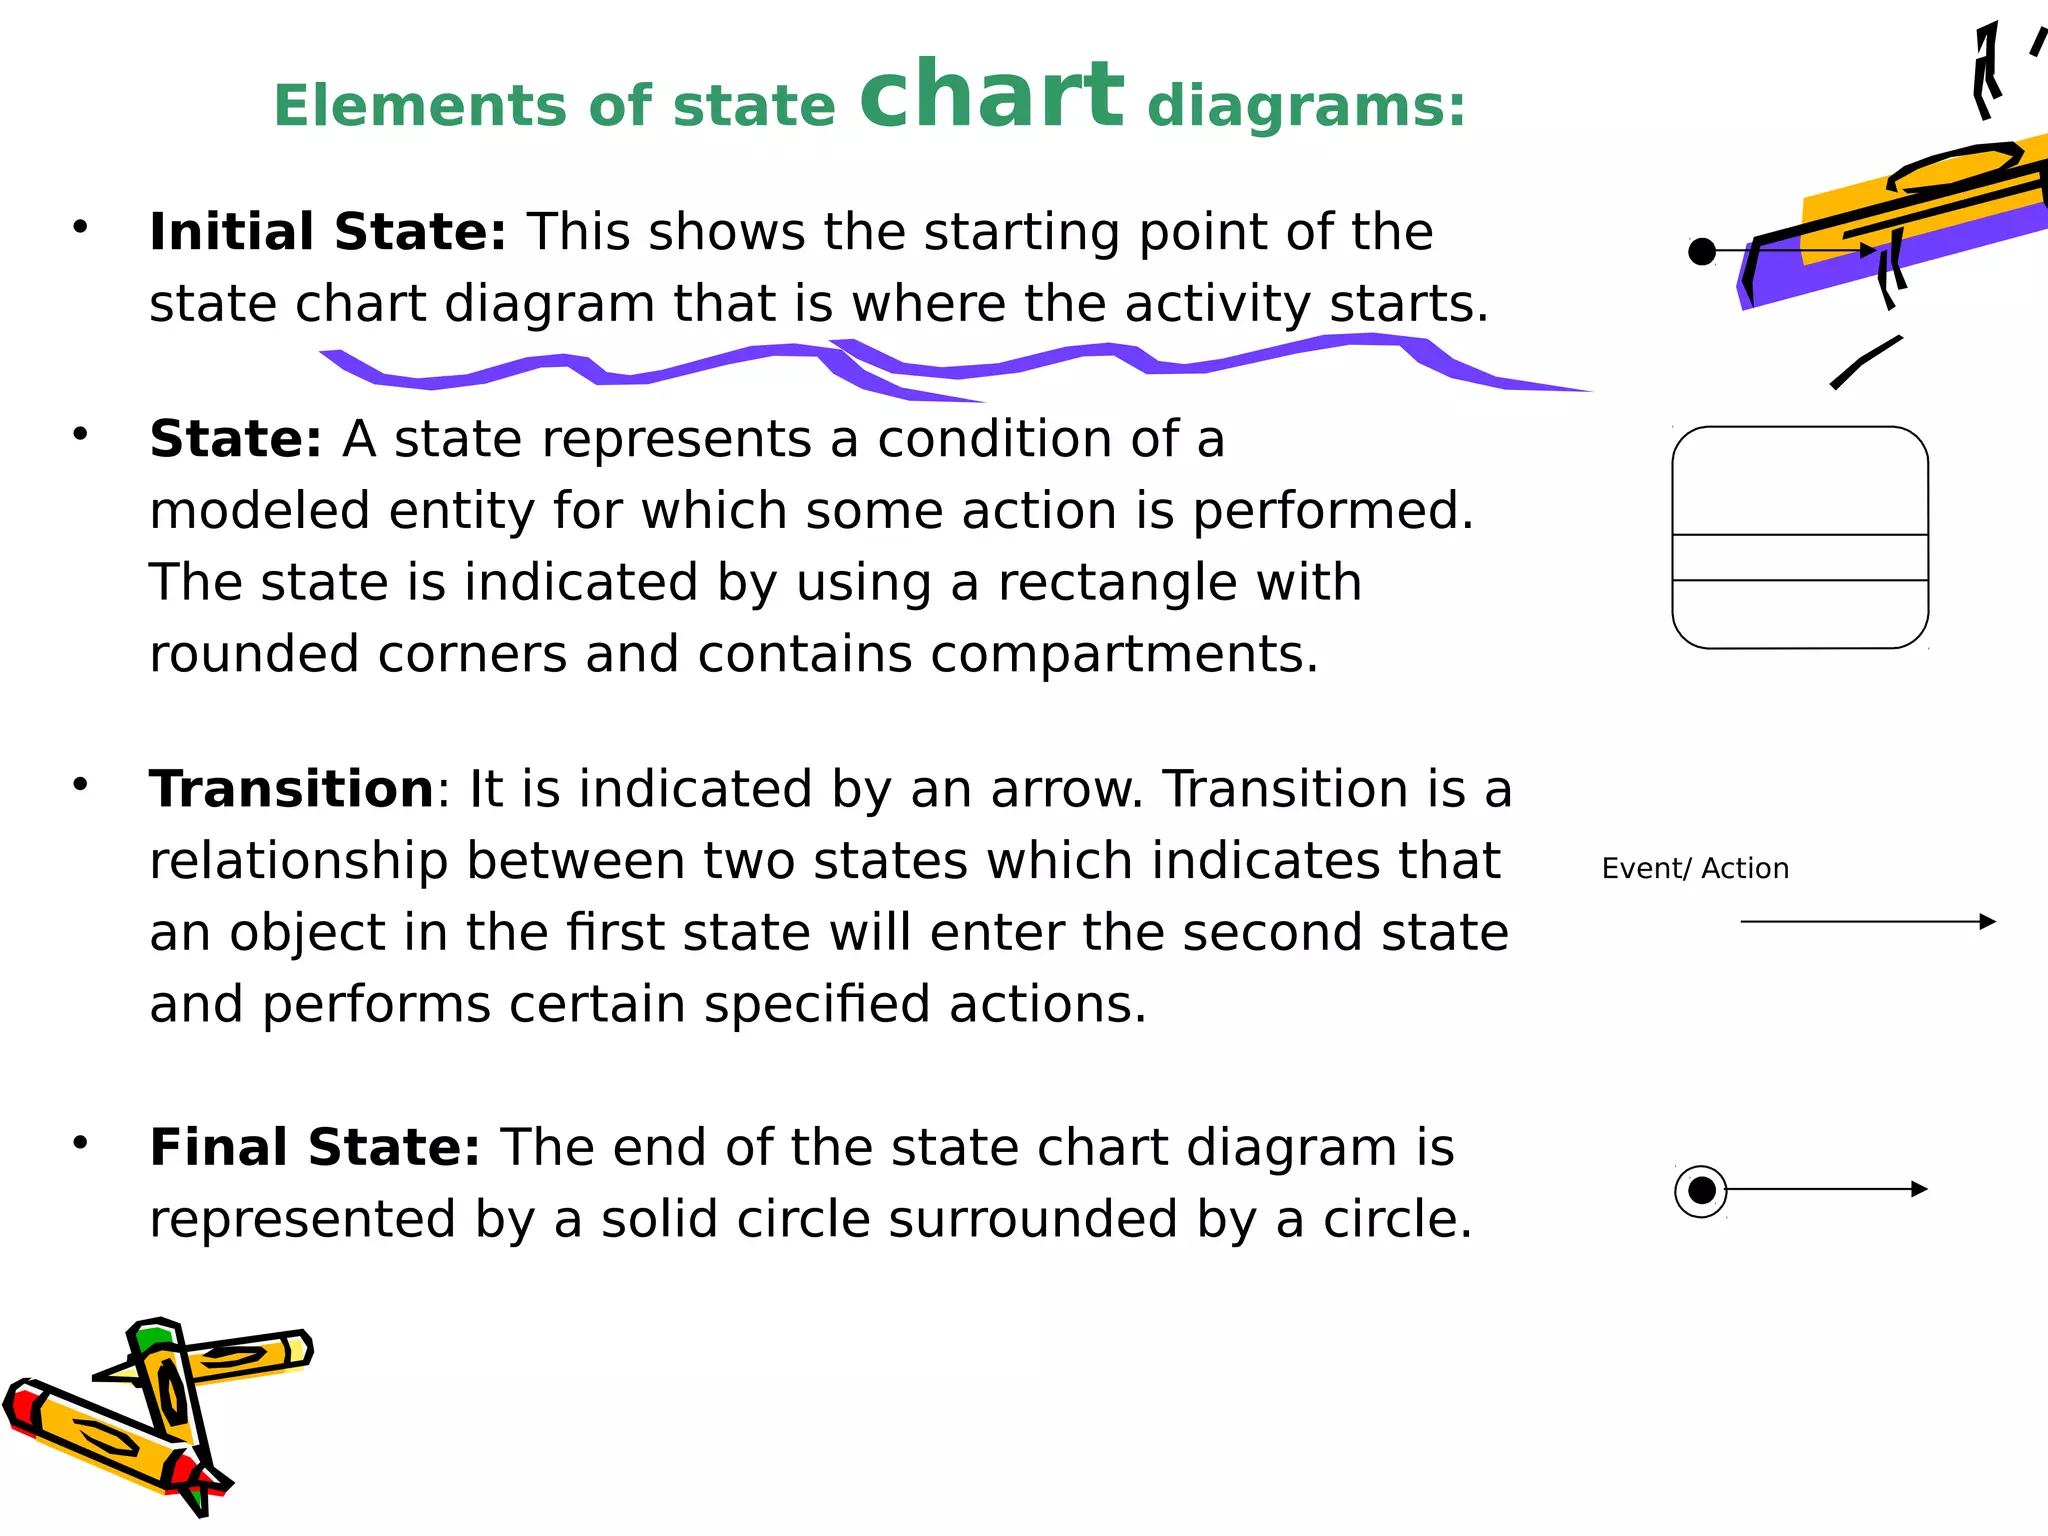 Elements of state chart diagrams:
• Initial State: This shows the starting point of the
state chart diagram that is where the activity starts.
• State: A state represents a condition of a
modeled entity for which some action is performed.
The state is indicated by using a rectangle with
rounded corners and contains compartments.
• Transition: It is indicated by an arrow. Transition is a
relationship between two states which indicates that
an object in the first state will enter the second state
and performs certain specified actions.
Event/ Action
• Final State: The end of the state chart diagram is
represented by a solid circle surrounded by a circle.